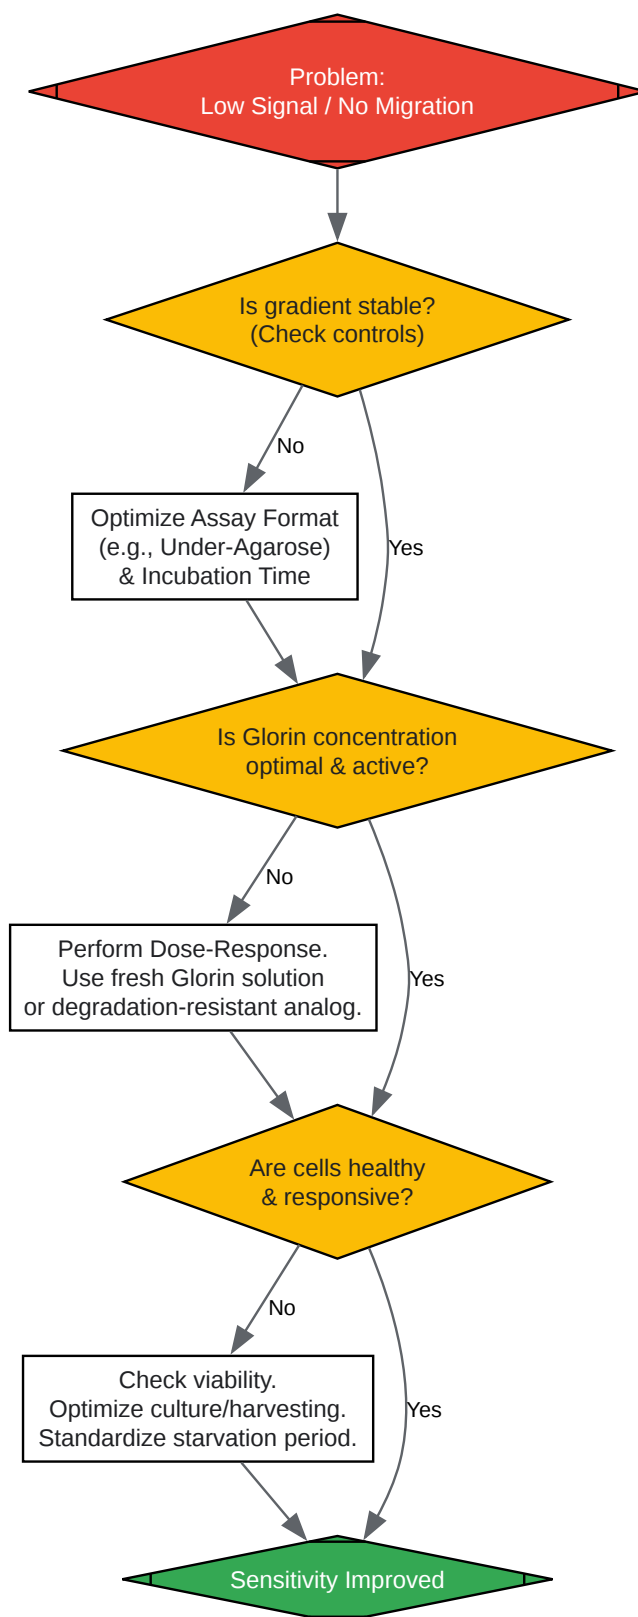 Problem:
Low Signal / No Migration
Is gradient stable?
(Check controls)
No
Optimize Assay Format
(e.g., Under-Agarose)
& Incubation Time
Yes
Is Glorin concentration
optimal & active?
No
Perform Dose-Response.
Use fresh Glorin solution
or degradation-resistant analog.
Yes
Are cells healthy
& responsive?
No
Check viability.
Optimize culture/harvesting.
Standardize starvation period.
Yes
Sensitivity Improved